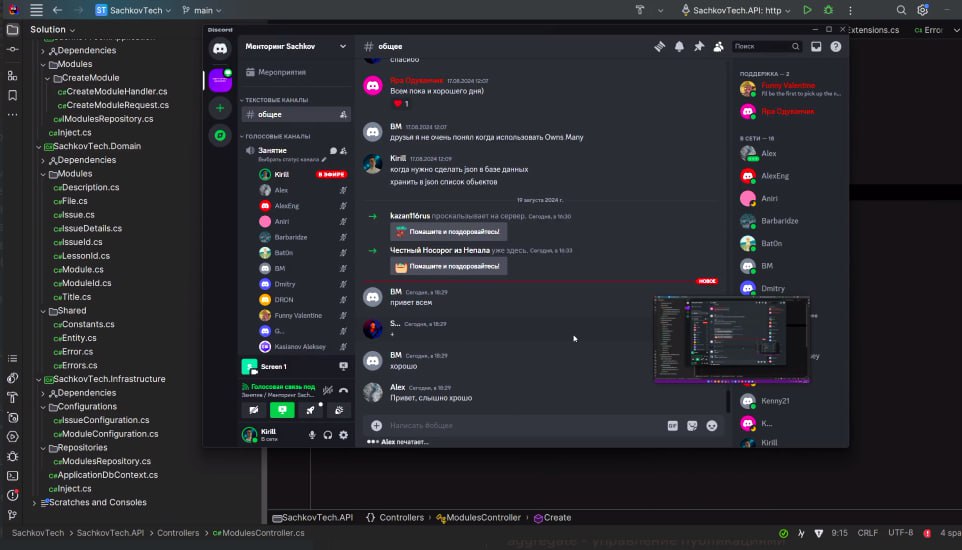 SachkovTech
main
SachkovTech.API: http
Solution
Application
Dependencies
Modules
CreateModule
CreateModuleHandler.cs
CreateModuleRequest.cs
IModulesRepository.cs
Inject.cs
SachkovTech.Domain
Dependencies
Modules
Description.cs
File.cs
Issue.cs
IssueDetails.cs
IssueId.cs
LessonId.cs
Module.cs
ModuleId.cs
Title.cs
Shared
Constants.cs
Entity.cs
Error.cs
Errors.cs
SachkovTech.Infrastructure
Dependencies
Configurations
IssueConfiguration.cs
ModuleConfiguration.cs
Repositories
ModulesRepository.cs
ApplicationDbContext.cs
Inject.cs
Scratches and Consoles
Discord
Менторинг Sachkov
Мероприятия
ТЕКСТОВЫЕ КАНАЛЫ
# общее
ГОЛОСОВЫЕ КАНАЛЫ
Занятие
Выбрать статус канала
Kirill
В ЭФИРЕ
Alex
AlexEng
Aniri
Barbaridze
Bat0n
BM
Dmitry
DRON
Funny Valentine
G...
Kasianov Aleksey
Screen 1
Голосовая связь под
Занятие / Менторинг Sach...
Kirill
В сети
# общее
Поиск
спасибо
Яра Одуванчик 17.08.2024 12:07
Всем пока и хорошего дня)
1
BM 17.08.2024 12:07
друзья я не очень понял когда использовать Owns Many
Kirill 17.08.2024 12:09
когда нужно сделать json в базе данных
хранить в json список обьектов
19 августа 2024 г.
kazan116rus проскальзывает на сервер. Сегодня, в 16:30
Помашите и поздоровайтесь!
Честный Носорог из Непала уже здесь. Сегодня, в 16:33
Помашите и поздоровайтесь!
НОВОЕ
BM Сегодня, в 18:29
привет всем
S... Сегодня, в 18:29
+
BM Сегодня, в 18:29
хорошо
Alex Сегодня, в 18:29
Привет, слышно хрошо
Написать #общее
GIF
Alex печатает...
ПОДДЕРЖКА — 2
Funny Valentine
I'll be the first to pick up the n...
Яра Одуванчик
В СЕТИ — 16
Alex
AlexEng
Aniri
Barbaridze
Bat0n
BM
Dmitry
Kenny21
K...
Kirill
Extensions.cs
Error
SachkovTech.API
Controllers
ModulesController
Create
SachkovTech > SachkovTech.API > Controllers > ModulesController.cs
9:15
CRLF
UTF-8
4 spa